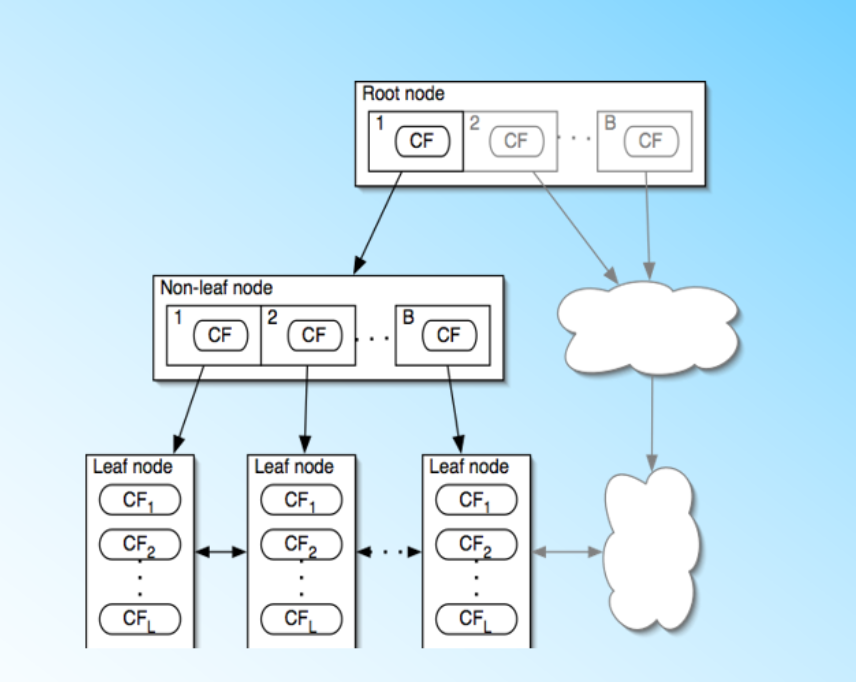 Root node
1 CF 2 CF . . . B CF
Non-leaf node
1 CF 2 CF . . . B CF
Leaf node Leaf node Leaf node
CF1 CF1 CF1
CF2 CF2 CF2
CFL CFL CFL